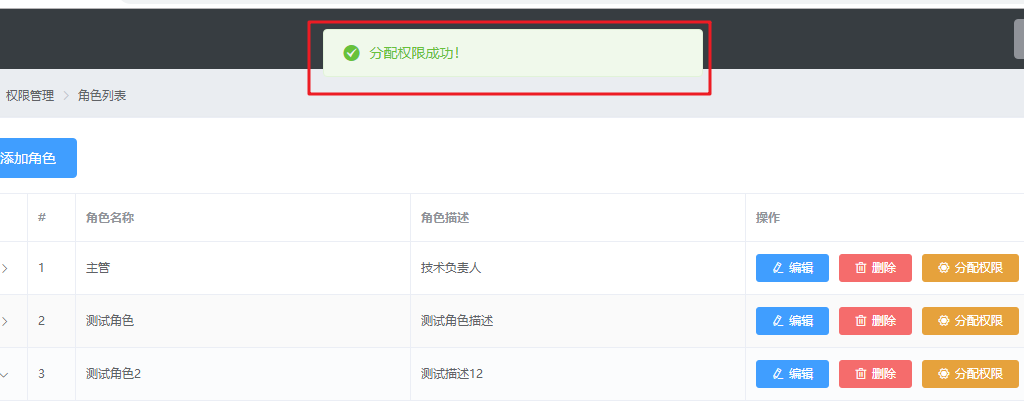 分配权限成功！
权限管理 > 角色列表
添加角色
# 角色名称 角色描述 操作
1 主管 技术负责人 编辑 删除 分配权限
2 测试角色 测试角色描述 编辑 删除 分配权限
3 测试角色2 测试描述12 编辑 删除 分配权限